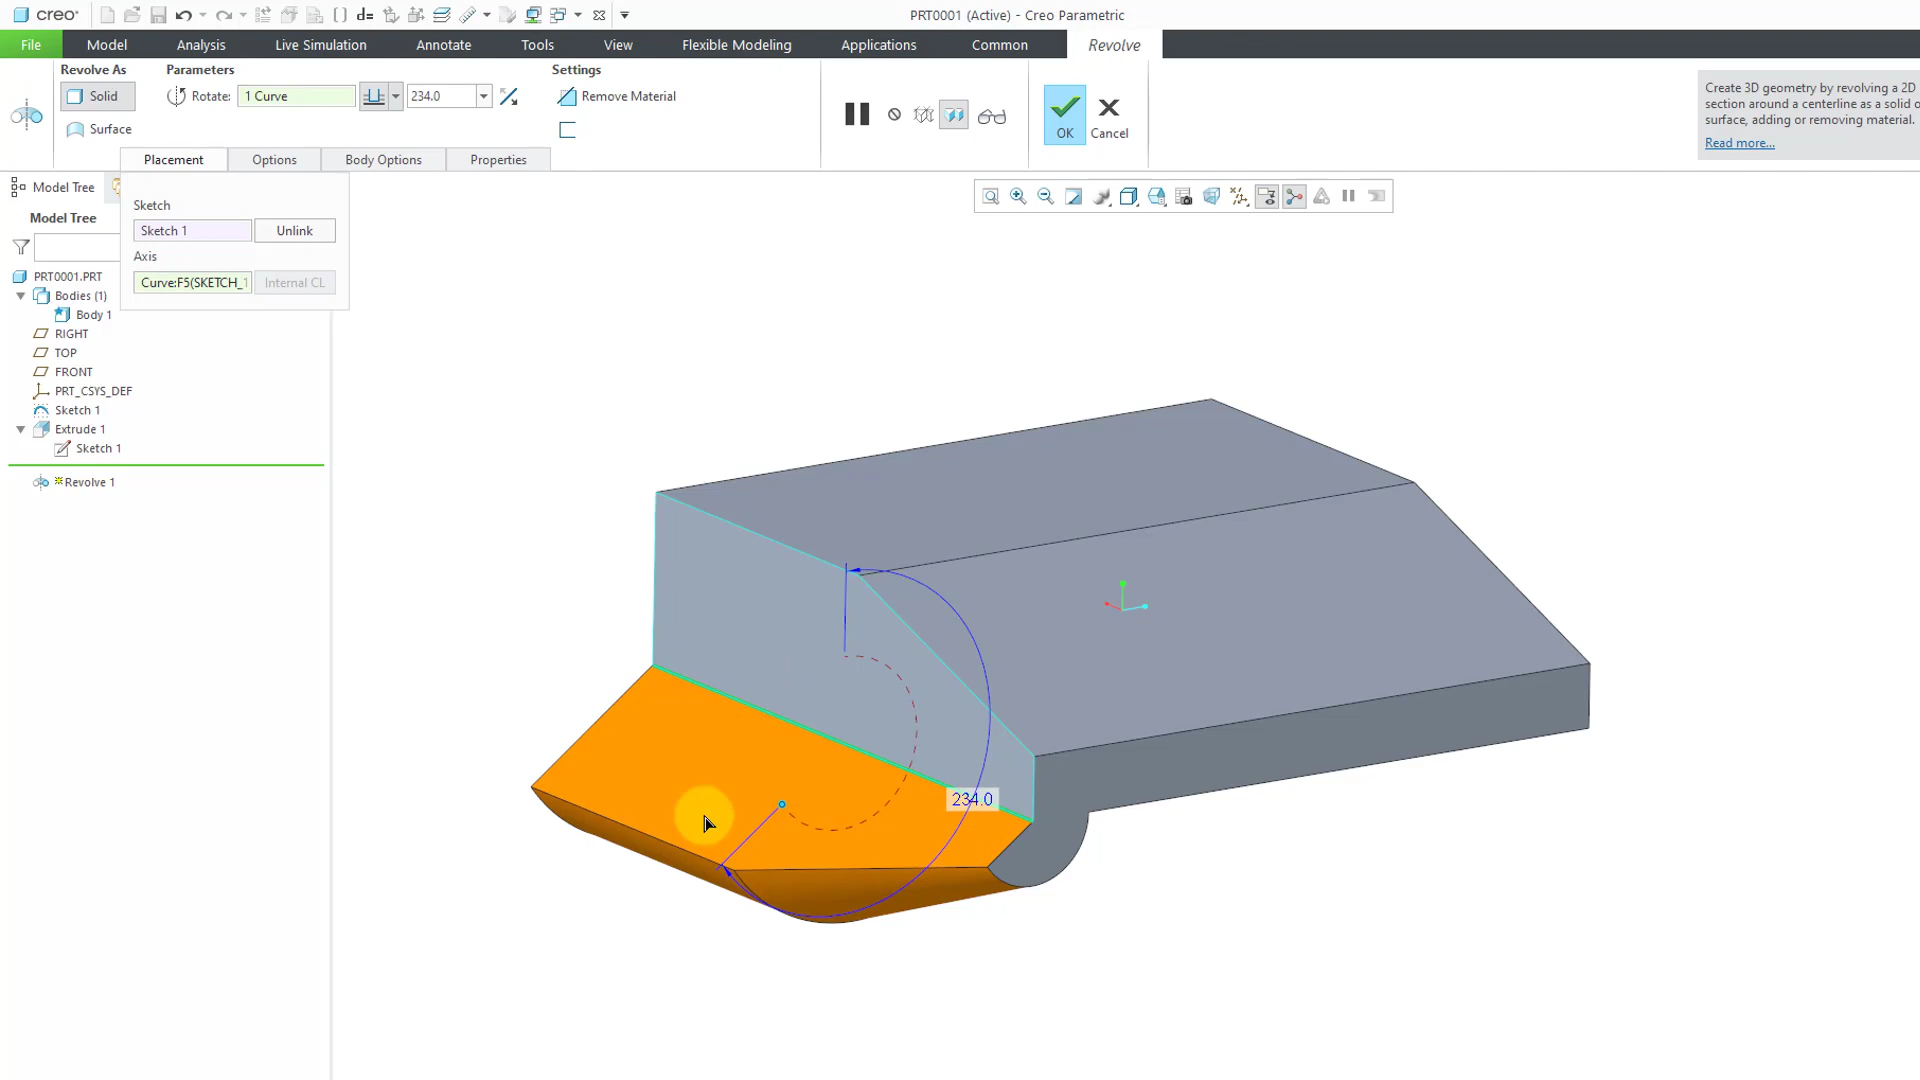 creo
PRT0001 (Active) - Creo Parametric
File
Model
Analysis
Live Simulation
Annotate
Tools
View
Flexible Modeling
Applications
Common
Revolve
Revolve As
Parameters
Settings
Solid
Rotate:
1 Curve
234.0
Remove Material
Surface
OK
Cancel
Create 3D geometry by revolving a 2D
section around a centerline as a solid o
surface, adding or removing material.
Read more...
Placement
Options
Body Options
Properties
Model Tree
Sketch
Sketch 1
Unlink
Axis
Curve:F5(SKETCH_1
Internal CL
Model Tree
PRT0001.PRT
Bodies (1)
Body 1
RIGHT
TOP
FRONT
PRT_CSYS_DEF
Sketch 1
Extrude 1
Sketch 1
Revolve 1
234.0